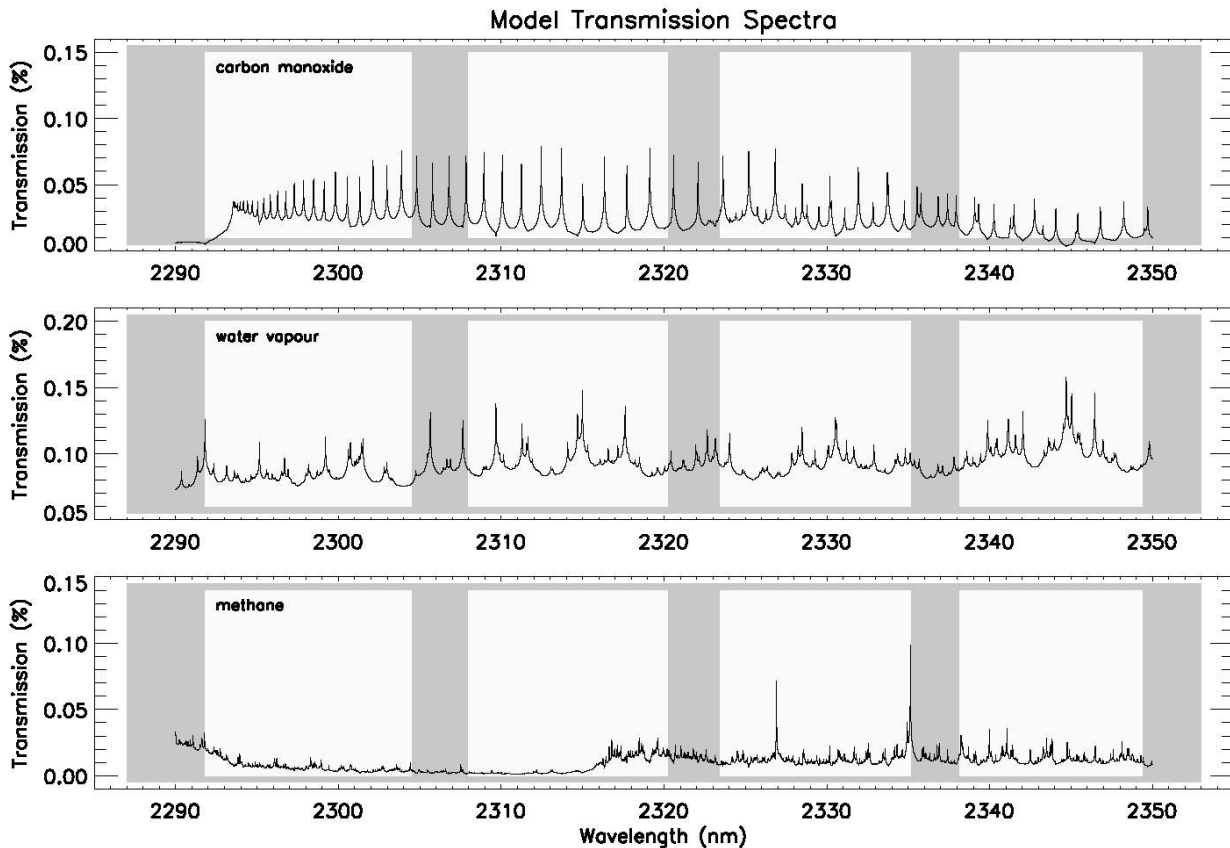 Model Transmission Spectra
Transmission (%)
0.15
0.10
0.05
0.00
carbon monoxide
2290 2300 2310 2320 2330 2340 2350
Transmission (%)
0.20
0.15
0.10
0.05
water vapour
2290 2300 2310 2320 2330 2340 2350
Transmission (%)
0.15
0.10
0.05
0.00
methane
2290 2300 2310 2320 2330 2340 2350
Wavelength (nm)